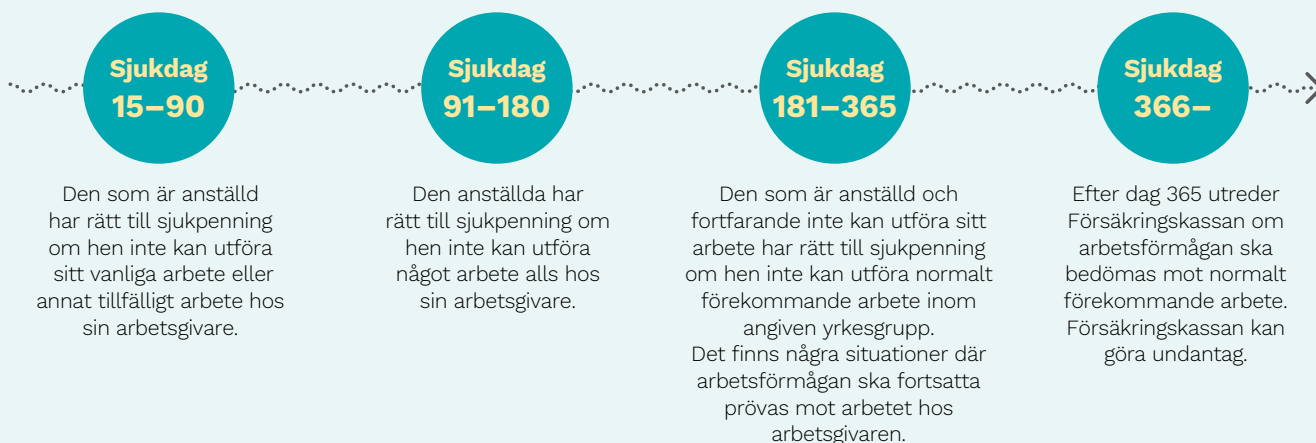 Sjukdag
15–90
Den som är anställd
har rätt till sjukpenning
om hen inte kan utföra
sitt vanliga arbete eller
annat tillfälligt arbete hos
sin arbetsgivare.
Sjukdag
91–180
Den anställda har
rätt till sjukpenning om
hen inte kan utföra
något arbete alls hos
sin arbetsgivare.
Sjukdag
181–365
Den som är anställd och
fortfarande inte kan utföra sitt
arbete har rätt till sjukpenning
om hen inte kan utföra normalt
förekommande arbete inom
angiven yrkesgrupp.
Det finns några situationer där
arbetsförmågan ska fortsatta
prövas mot arbetet hos
arbetsgivaren.
Sjukdag
366–
Efter dag 365 utreder
Försäkringskassan om
arbetsförmågan ska
bedömas mot normalt
förekommande arbete.
Försäkringskassan kan
göra undantag.